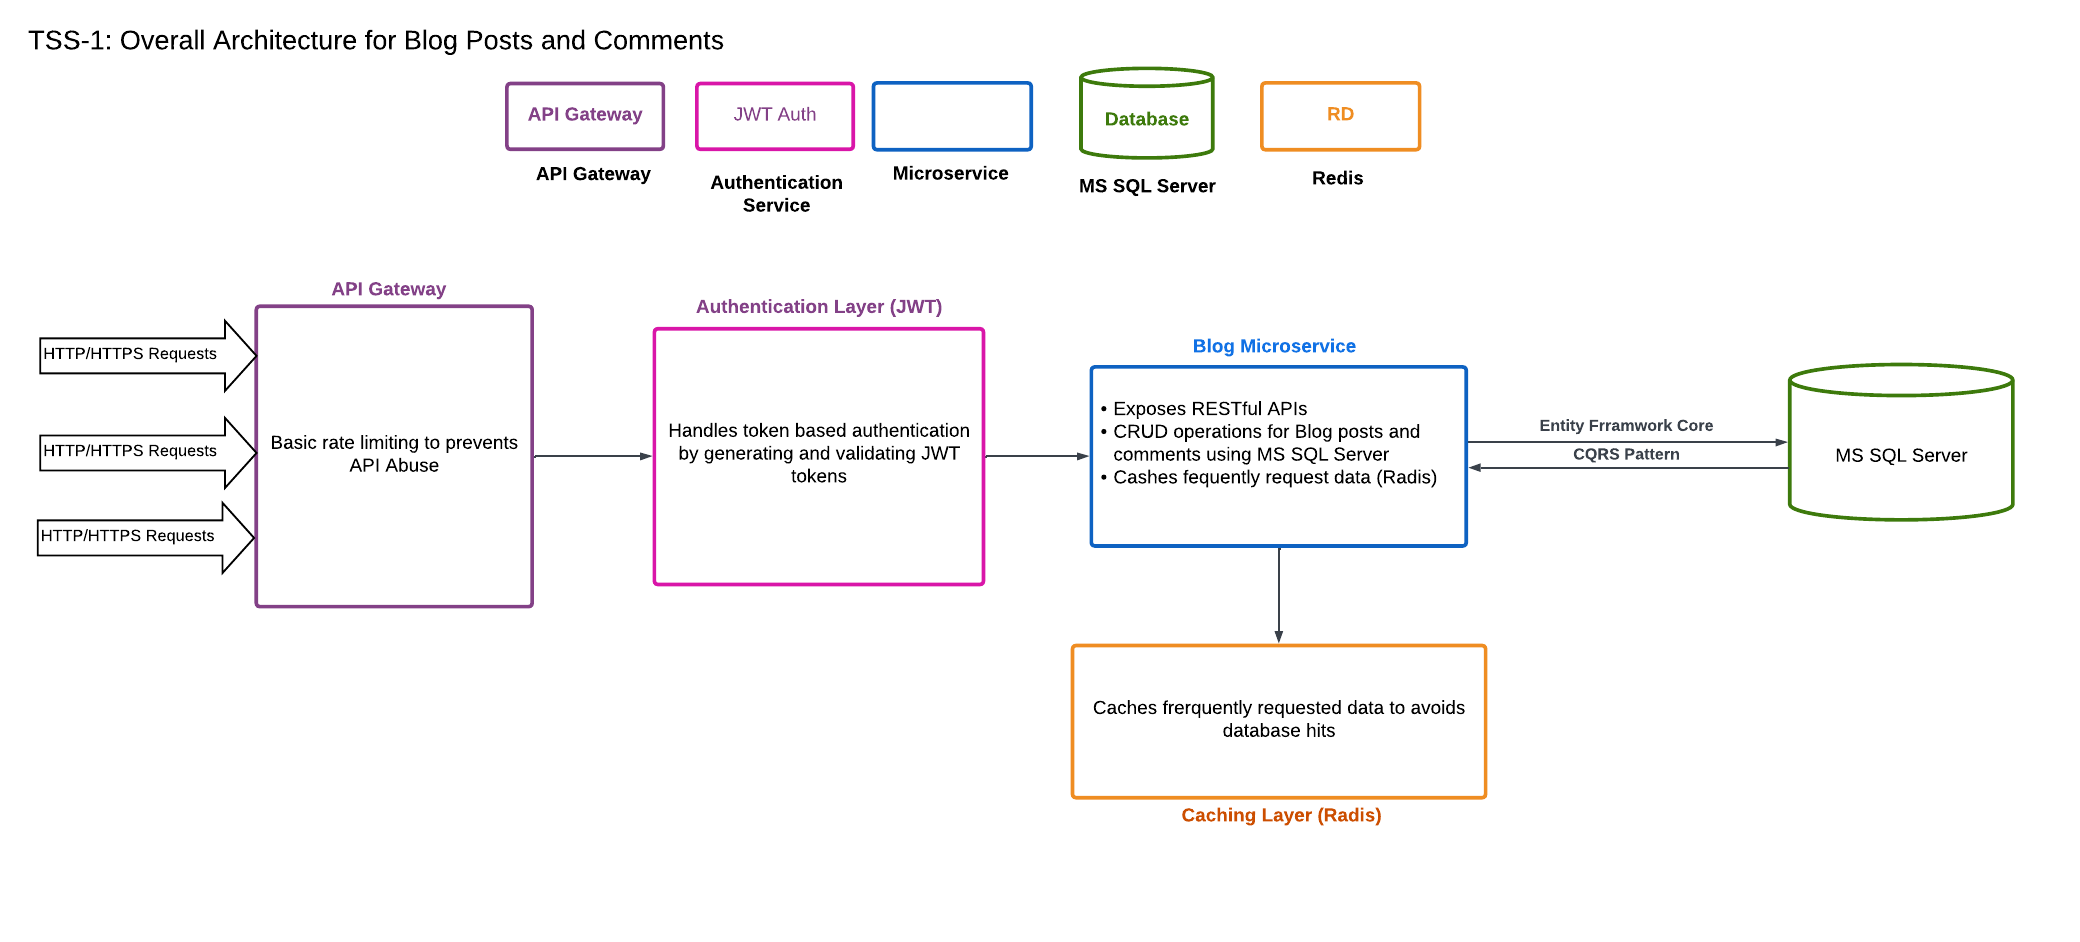 TSS-1: Overall Architecture for Blog Posts and Comments
API Gateway
JWT Auth
Database
RD
API Gateway
Authentication
Service
Microservice
MS SQL Server
Redis
API Gateway
HTTP/HTTPS Requests
HTTP/HTTPS Requests
HTTP/HTTPS Requests
Basic rate limiting to prevents
API Abuse
Authentication Layer (JWT)
Handles token based authentication
by generating and validating JWT
tokens
Blog Microservice
• Exposes RESTful APIs
• CRUD operations for Blog posts and
comments using MS SQL Server
• Cashes fequently request data (Radis)
Entity Frramwork Core
CQRS Pattern
MS SQL Server
Caches frerquently requested data to avoids
database hits
Caching Layer (Radis)